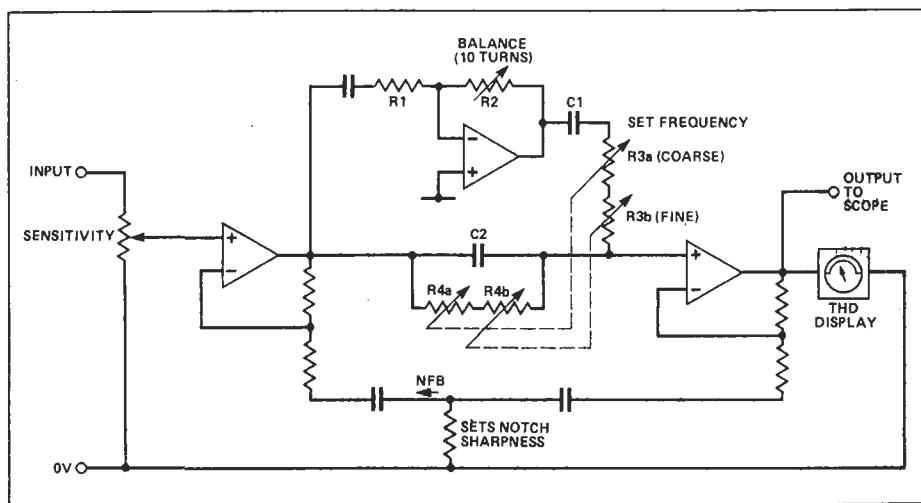 BALANCE
(10 TURNS)
R1
R2
C1
SET FREQUENCY
R3a (COARSE)
INPUT
OUTPUT
TO
SCOPE
R3b (FINE)
SENSITIVITY
C2
R4a
R4b
THD
DISPLAY
NFB
SETS NOTCH
SHARPNESS
0V